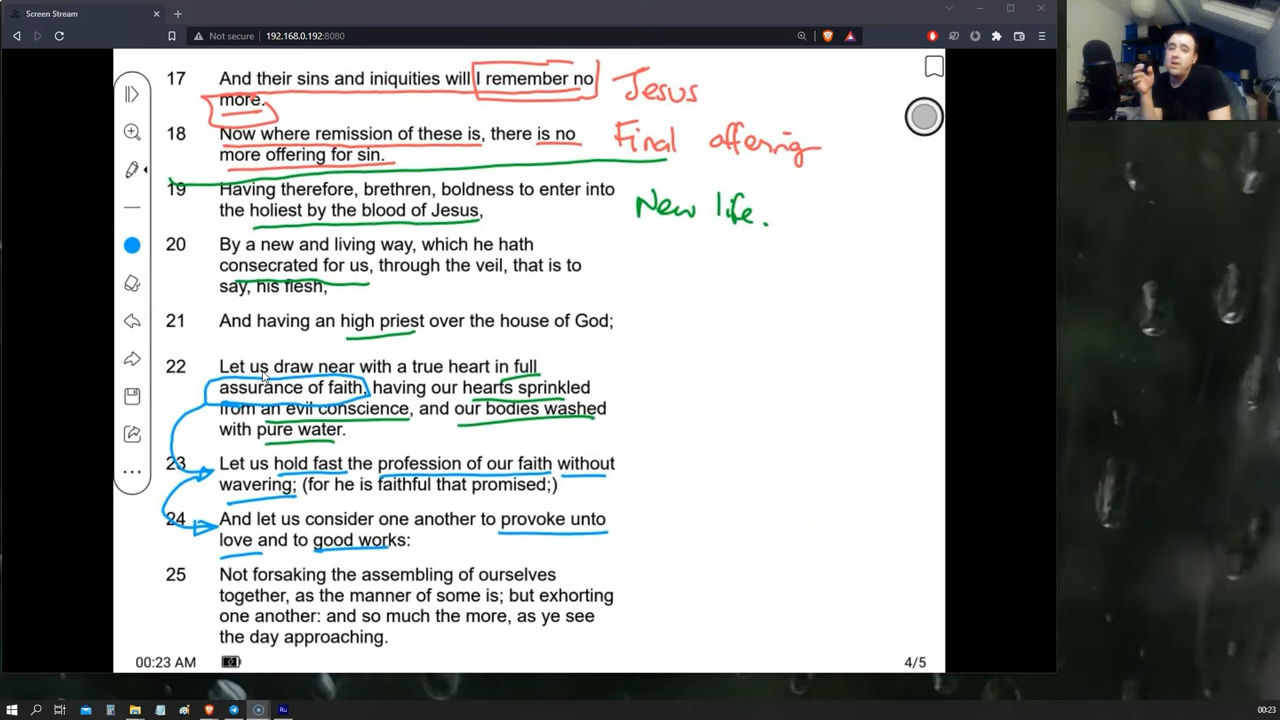 Screen Stream
Not secure 192.168.0.192:8080
17 And their sins and iniquities will I remember no
more.
Jesus
18 Now where remission of these is, there is no
more offering for sin.
Final offering
19 Having therefore, brethren, boldness to enter into
the holiest by the blood of Jesus,
New life.
20 By a new and living way, which he hath
consecrated for us, through the veil, that is to
say, his flesh;
21 And having an high priest over the house of God;
22 Let us draw near with a true heart in full
assurance of faith, having our hearts sprinkled
from an evil conscience, and our bodies washed
with pure water.
23 Let us hold fast the profession of our faith without
wavering; (for he is faithful that promised;)
24 And let us consider one another to provoke unto
love and to good works:
25 Not forsaking the assembling of ourselves
together, as the manner of some is; but exhorting
one another: and so much the more, as ye see
the day approaching.
00:23 AM 4/5
Ru
00:23